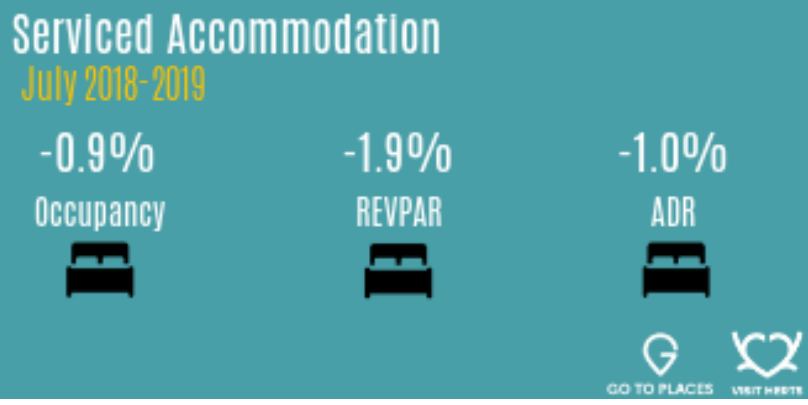 Serviced Accommodation
July 2018-2019
-0.9% -1.9% -1.0%
Occupancy REVPAR ADR
GO TO PLACES VISIT HERTS